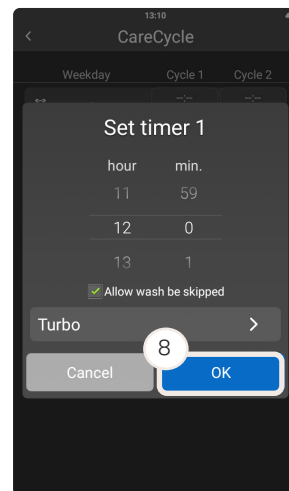 13:10
CareCycle
Weekday Cycle 1 Cycle 2
--:-- --:--
Set timer 1
hour min.
11 59
12 0
13 1
Allow wash be skipped
Turbo
8
Cancel OK